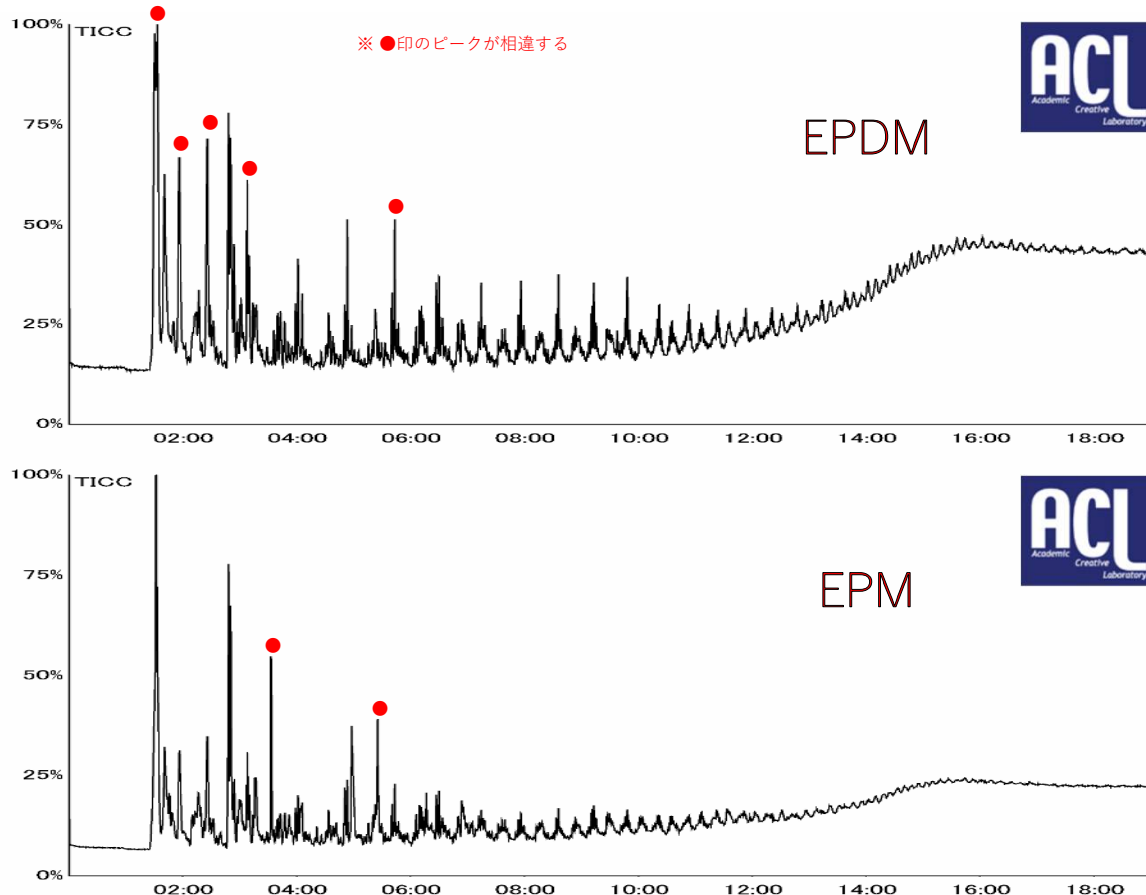 100%
TICC
※ ●印のピークが相違する
ACL
Academic
Creative
Laboratory
75%
EPDM
50%
25%
0%
02:00 04:00 06:00 08:00 10:00 12:00 14:00 16:00 18:00
100%
TICC
ACL
Academic
Creative
Laboratory
75%
EPM
50%
25%
0%
02:00 04:00 06:00 08:00 10:00 12:00 14:00 16:00 18:00